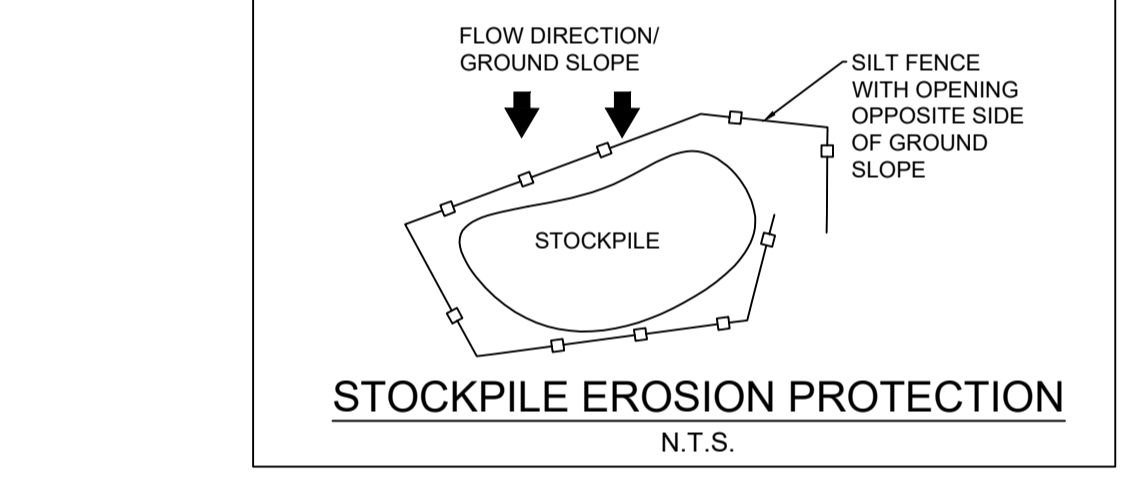 FLOW DIRECTION/
GROUND SLOPE
SILT FENCE
WITH OPENING
OPPOSITE SIDE
OF GROUND
SLOPE
STOCKPILE
STOCKPILE EROSION PROTECTION
N.T.S.